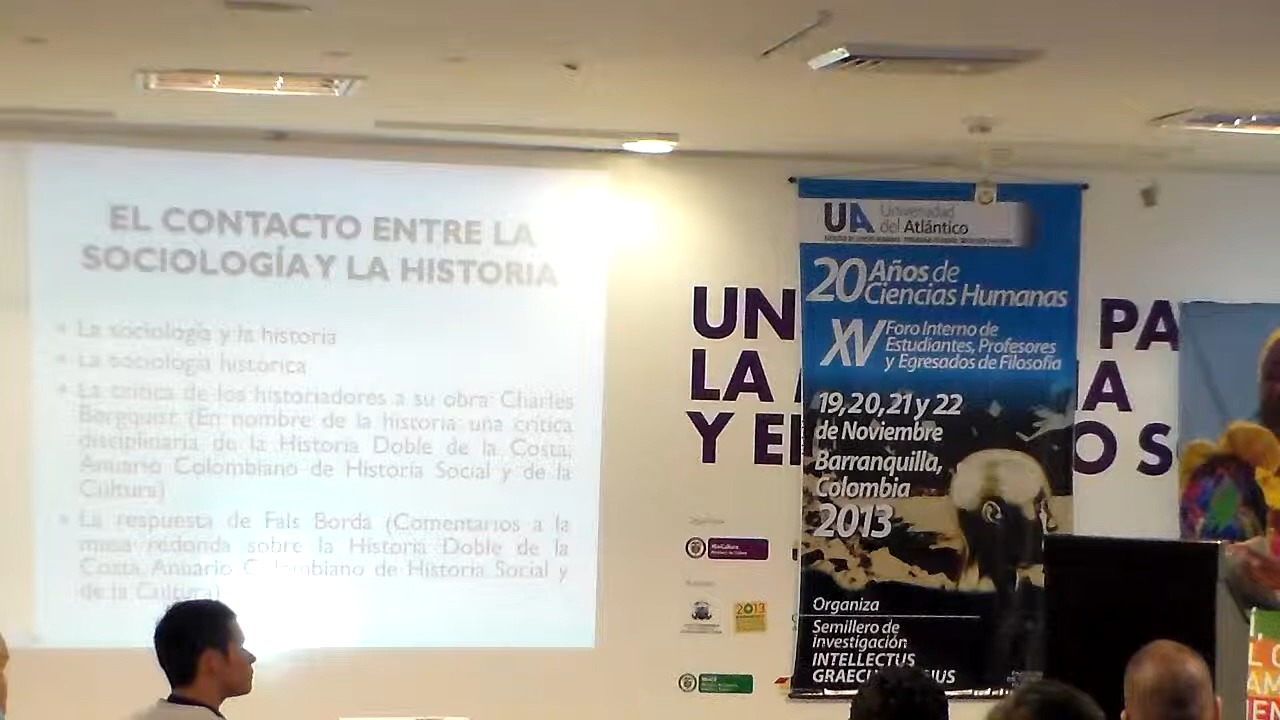 EL CONTACTO ENTRE LA
SOCIOLOGÍA Y LA HISTORIA
La sociología y la historia
La sociología histórica
La crítica de los historiadores a su obra: Charles
Bergquist (En nombre de la historia una crítica
disciplinaria de la Historia Doble de la Costa,
Anuario Colombiano de Historia Social y de la
Cultura)
La respuesta de Fals Borda (Comentarios a la
mesa redonda sobre la Historia Doble de la
Costa, Anuario Colombiano de Historia Social y
de la Cultura)
UN PA
LA A
Y E O S
UA Universidad
del Atlántico
20 Años de
Ciencias Humanas
XV Foro Interno de
Estudiantes, Profesores
y Egresados de Filosofía
19, 20, 21 y 22
de Noviembre
Barranquilla,
Colombia
2013
Organiza
Semillero de
investigación
INTELLECTUS
MinCultura
2013